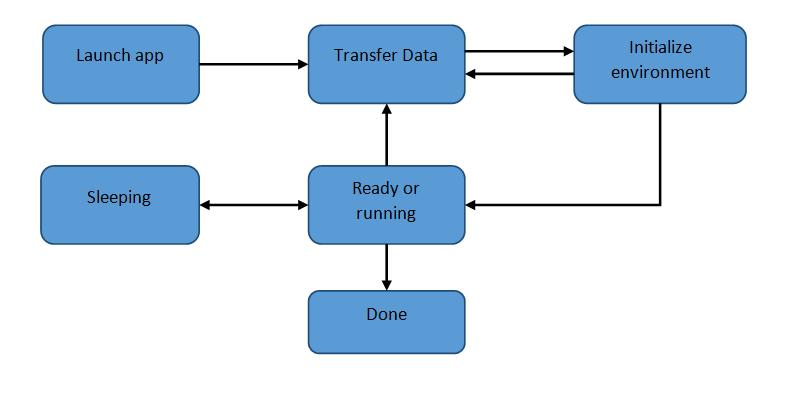 Launch app
Transfer Data
Initialize
environment
Sleeping
Ready or
running
Done